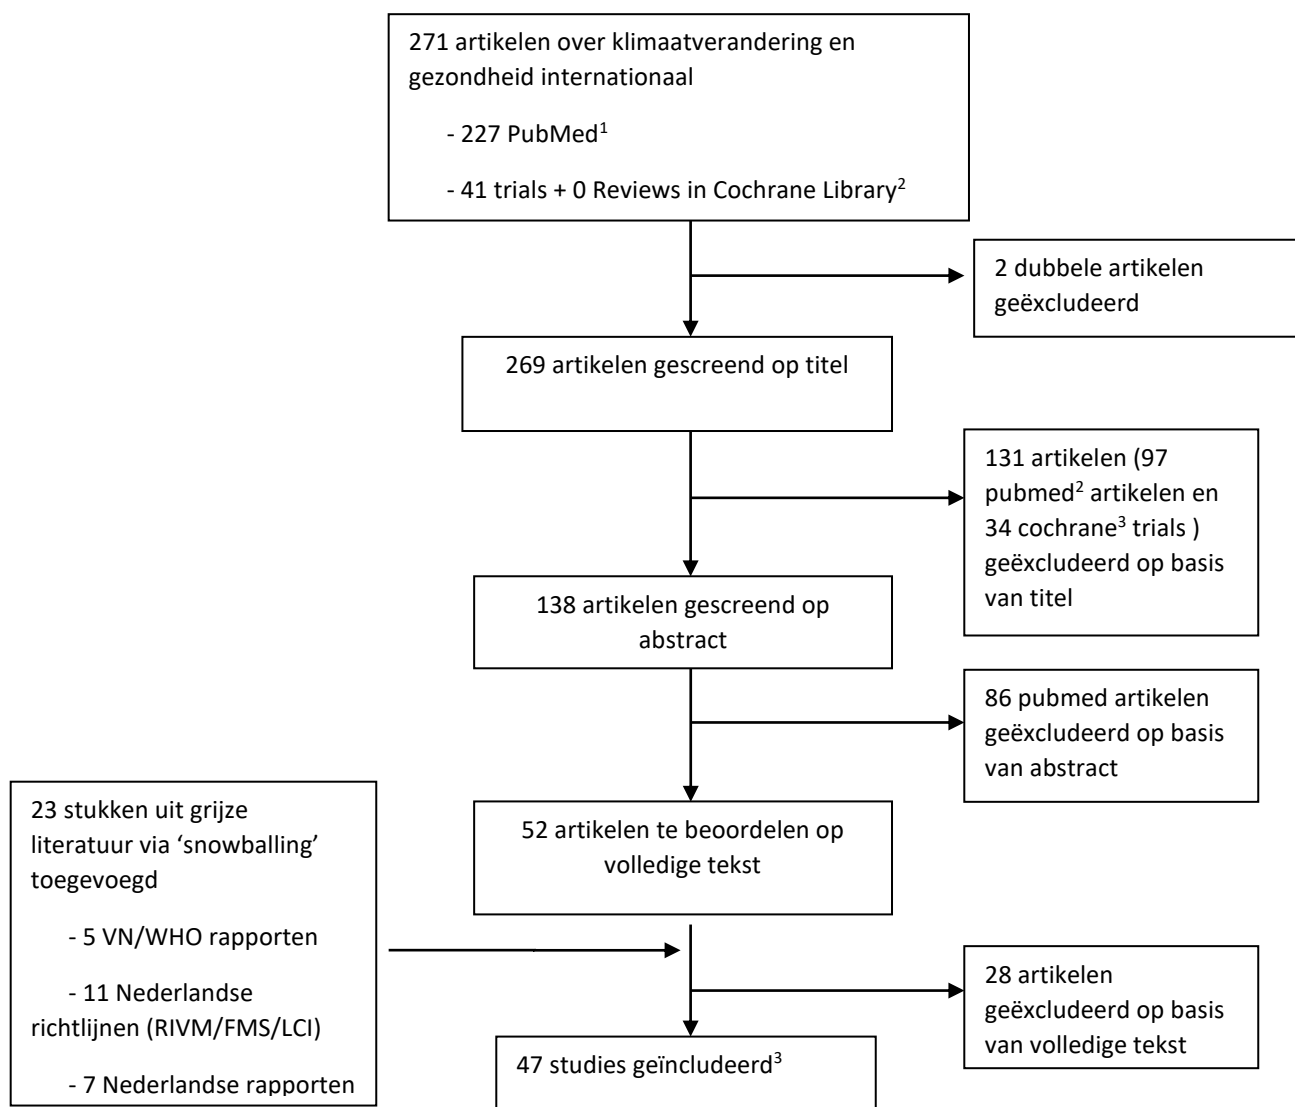 271 artikelen over klimaatverandering en
gezondheid internationaal
- 227 PubMed¹
- 41 trials + 0 Reviews in Cochrane Library²
2 dubbele artikelen
geëxcludeerd
269 artikelen gescreend op titel
131 artikelen (97
pubmed² artikelen en
34 cochrane³ trials )
geëxcludeerd op basis
van titel
138 artikelen gescreend op
abstract
86 pubmed artikelen
geëxcludeerd op basis
van abstract
52 artikelen te beoordelen op
volledige tekst
23 stukken uit grijze
literatuur via ‘snowballing’
toegevoegd
- 5 VN/WHO rapporten
- 11 Nederlandse
richtlijnen (RIVM/FMS/LCI)
- 7 Nederlandse rapporten
28 artikelen
geëxcludeerd op basis
van volledige tekst
47 studies geïncludeerd³